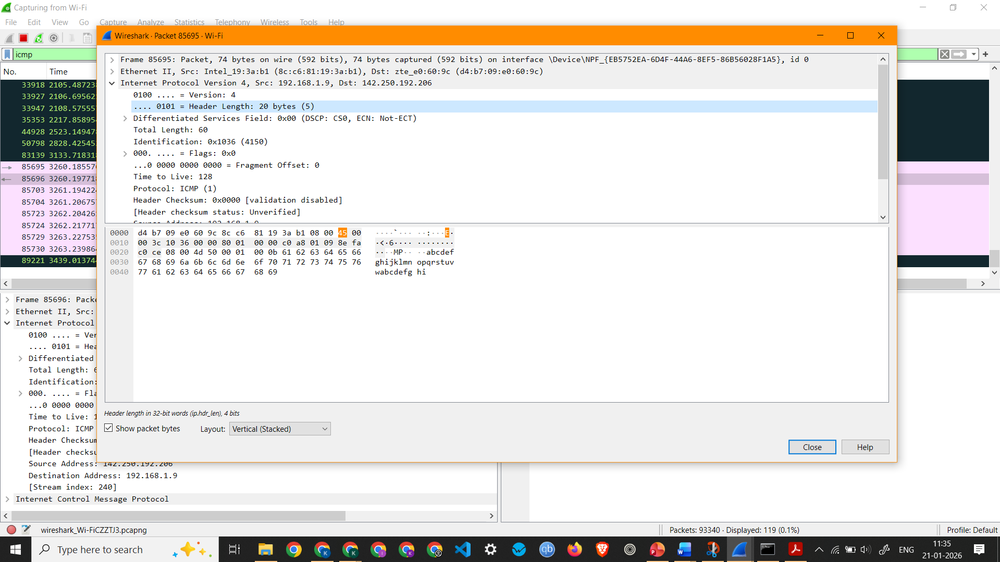 Capturing from Wi-Fi
File Edit View Go Capture Analyze Statistics Telephony Wireless Tools Help
Wireshark · Packet 85695 · Wi-Fi
icmp
No. Time
33918 2105.48723
33927 2106.69562
33947 2108.57555
35353 2217.85895
44928 2523.14947
50798 2828.42545
83139 3133.71831
85695 3260.18557
85696 3260.19771
85703 3261.19422
85704 3261.20675
85723 3262.20426
85724 3262.21771
85729 3263.22753
85730 3263.23986
89221 3439.01374
Frame 85695: Packet, 74 bytes on wire (592 bits), 74 bytes captured (592 bits) on interface \Device\NPF_{EB5752EA-6D4F-44A6-8EF5-86B56028F1A5}, id 0
Ethernet II, Src: Intel_19:3a:b1 (8c:c6:81:19:3a:b1), Dst: zte_e0:60:9c (d4:b7:09:e0:60:9c)
Internet Protocol Version 4, Src: 192.168.1.9, Dst: 142.250.192.206
0100 .... = Version: 4
.... 0101 = Header Length: 20 bytes (5)
Differentiated Services Field: 0x00 (DSCP: CS0, ECN: Not-ECT)
Total Length: 60
Identification: 0x1036 (4150)
000. .... = Flags: 0x0
...0 0000 0000 0000 = Fragment Offset: 0
Time to Live: 128
Protocol: ICMP (1)
Header Checksum: 0x0000 [validation disabled]
[Header checksum status: Unverified]
Source Address: 192.168.1.9
0000 d4 b7 09 e0 60 9c 8c c6 81 19 3a b1 08 00 45 00 ····`··· ··:···E·
0010 00 3c 10 36 00 00 80 01 00 00 c0 a8 01 09 8e fa ·<·6···· ········
0020 c0 ce 08 00 4d 50 00 01 00 0b 61 62 63 64 65 66 ····MP·· ··abcdef
0030 67 68 69 6a 6b 6c 6d 6e 6f 70 71 72 73 74 75 76 ghijklmn opqrstuv
0040 77 61 62 63 64 65 66 67 68 69 wabcdefg hi
Header length in 32-bit words (ip.hdr_len), 4 bits
Show packet bytes Layout: Vertical (Stacked)
Close Help
Frame 85696: Packe
Ethernet II, Src:
Internet Protocol
0100 .... = Ver
.... 0101 = Hea
Differentiated
Total Length: 6
Identification:
000. .... = Fla
...0 0000 0000
Time to Live: 1
Protocol: ICMP
Header Checksum
[Header checksu
Source Address: 142.250.192.206
Destination Address: 192.168.1.9
[Stream index: 240]
Internet Control Message Protocol
wireshark_Wi-FiCZZTJ3.pcapng
Packets: 93340 · Displayed: 119 (0.1%)
Profile: Default
Type here to search
ENG
11:35
21-01-2026